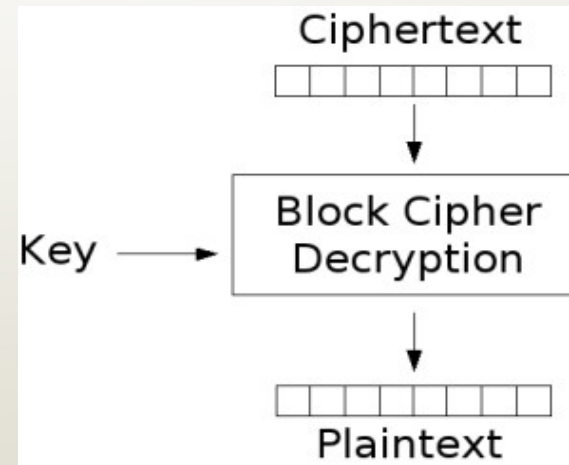 Ciphertext
Block Cipher
Key
Decryption
Plaintext